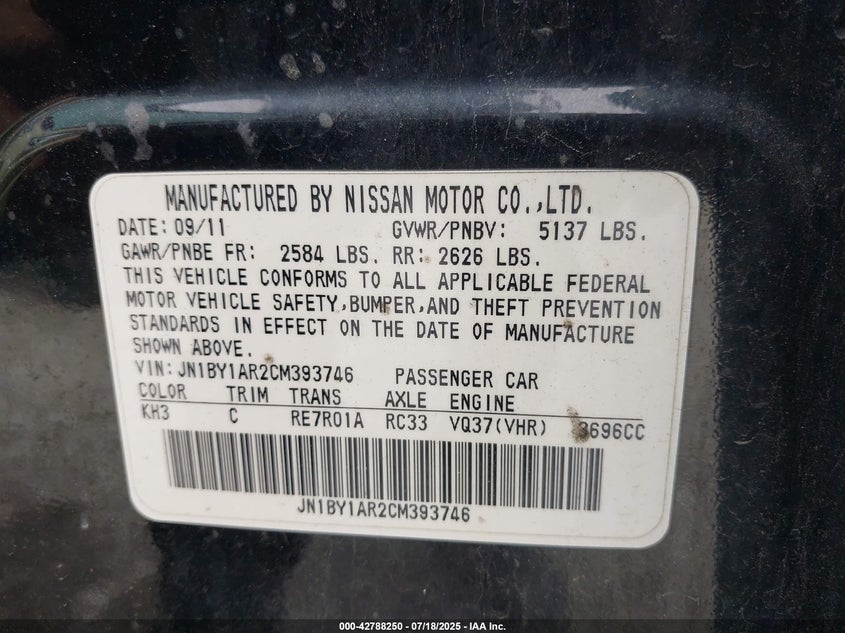 MANUFACTURED BY NISSAN MOTOR CO.,LTD.
DATE: 09/11 GVWR/PNBV: 5137 LBS.
GAWR/PNBE FR: 2584 LBS. RR: 2626 LBS.
THIS VEHICLE CONFORMS TO ALL APPLICABLE FEDERAL
MOTOR VEHICLE SAFETY,BUMPER,AND THEFT PREVENTION
STANDARDS IN EFFECT ON THE DATE OF MANUFACTURE
SHOWN ABOVE.
VIN:JN1BY1AR2CM393746 PASSENGER CAR
COLOR TRIM TRANS AXLE ENGINE
KH3 C RE7R01A RC33 VQ37(VHR) 3696CC
JN1BY1AR2CM393746
000-42788250 - 07/18/2025 - IAA Inc.